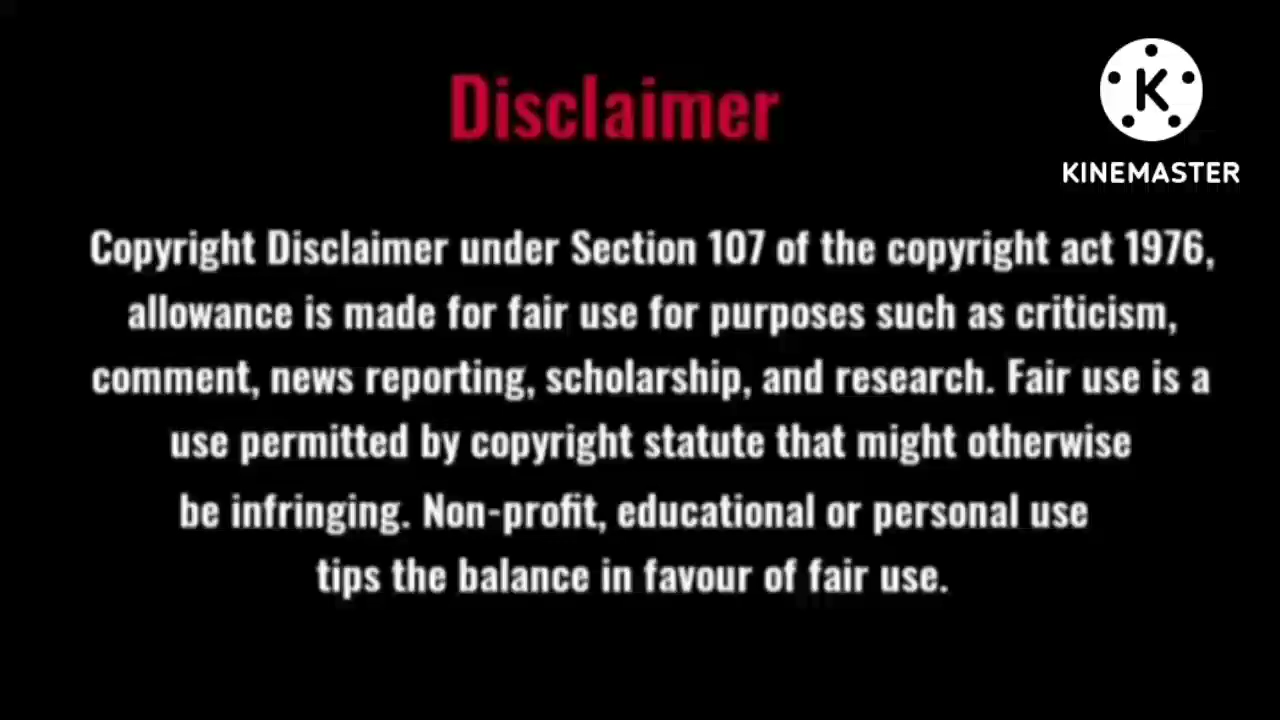 Disclaimer
K
KINEMASTER
Copyright Disclaimer under Section 107 of the copyright act 1976,
allowance is made for fair use for purposes such as criticism,
comment, news reporting, scholarship, and research. Fair use is a
use permitted by copyright statute that might otherwise
be infringing. Non-profit, educational or personal use
tips the balance in favour of fair use.